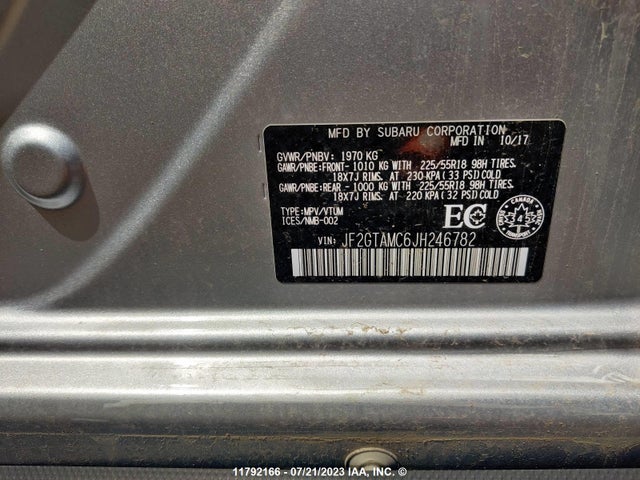 MFD BY SUBARU CORPORATION
MFD IN 10/17
GVWR/PNBV: 1970 KG
GAWR/PNBE: FRONT- 1010 KG WITH 225/55R18 98H TIRES.
18X7J RIMS. AT 230 KPA (33 PSI) COLD
GAWR/PNBE: REAR - 1000 KG WITH 225/55R18 98H TIRES.
18X7J RIMS. AT 220 KPA (32 PSI) COLD
TYPE: MPV/VTUM
ICES/NMB-002
EC
CANADA
4
VIN: JF2GTAMC6JH246782
11792166 - 07/21/2023 IAA, INC. ©